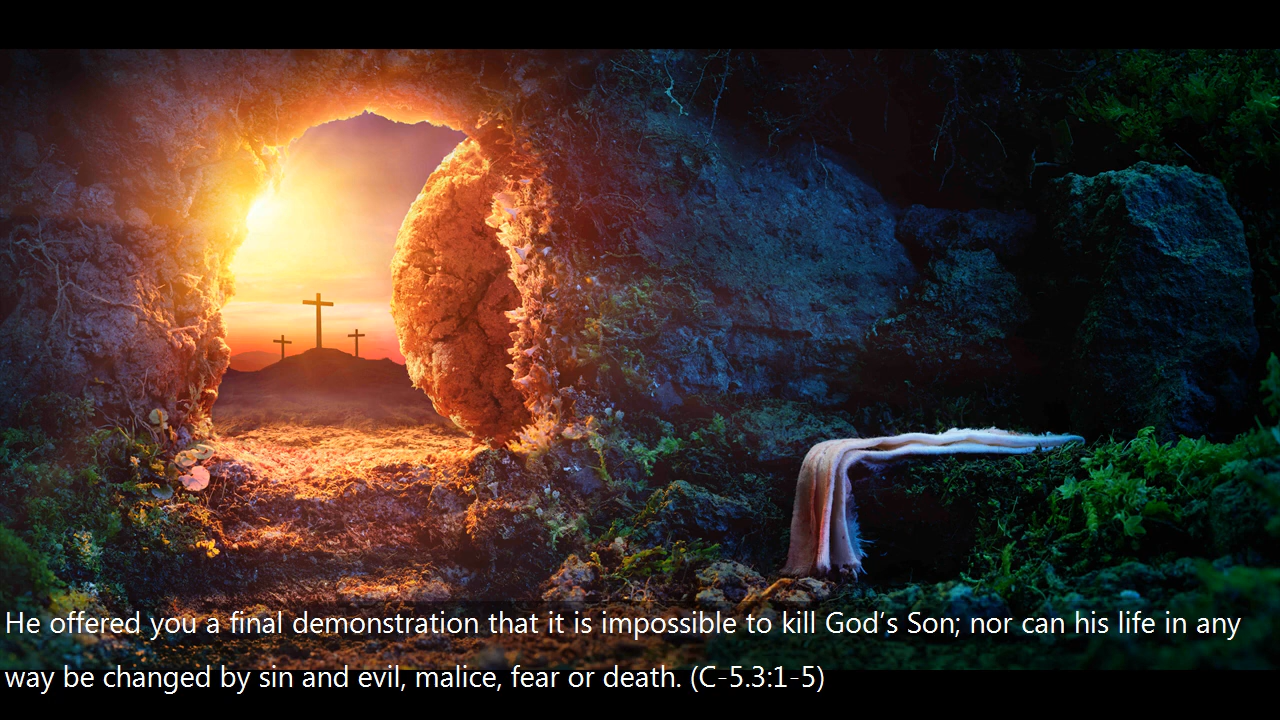 He offered you a final demonstration that it is impossible to kill God’s Son; nor can his life in any
way be changed by sin and evil, malice, fear or death. (C-5.3:1-5)